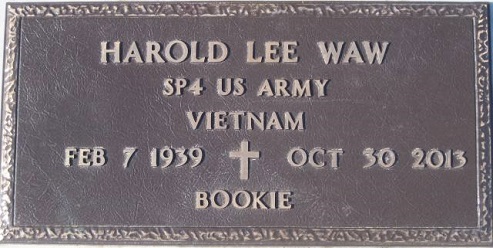 HAROLD LEE WAW
SP4 US ARMY
VIETNAM
FEB 7 1939 OCT 30 2013
BOOKIE